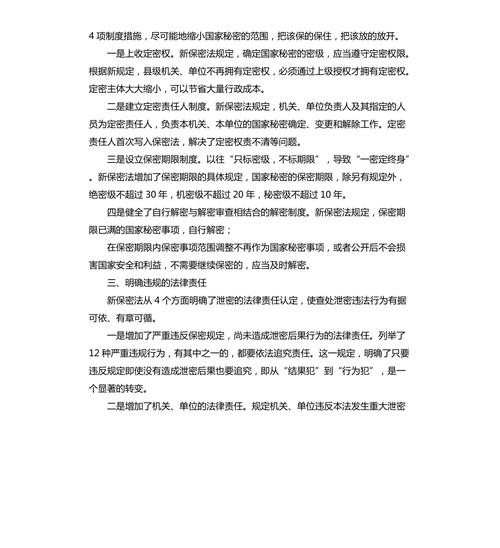 4 项制度措施，尽可能地缩小国家秘密的范围，把该保的保住，把该放的放开。
一是上收定密权。新保密法规定，确定国家秘密的密级，应当遵守定密权限。
根据新规定，县级机关、单位不再拥有定密权，必须通过上级授权才拥有定密权。
定密主体大大缩小，可以节省大量行政成本。
二是建立定密责任人制度。新保密法规定，机关、单位负责人及其指定的人
员为定密责任人，负责本机关、本单位的国家秘密确定、变更和解除工作。定密
责任人首次写入保密法，解决了定密权责不清等问题。
三是设立保密期限制度。以往“只标密级，不标期限”，导致“一密定终身”
。新保密法增加了保密期限的具体规定，国家秘密的保密期限，除另有规定外，
绝密级不超过 30 年，机密级不超过 20 年，秘密级不超过 10 年。
四是健全了自行解密与解密审查相结合的解密制度。新保密法规定，保密期
限已满的国家秘密事项，自行解密；
在保密期限内保密事项范围调整不再作为国家秘密事项，或者公开后不会损
害国家安全和利益，不需要继续保密的，应当及时解密。
三、明确违规的法律责任
新保密法从 4 个方面明确了泄密的法律责任认定，使查处泄密违法行为有据
可依、有章可循。
一是增加了严重违反保密规定，尚未造成泄密后果行为的法律责任。列举了
12 种严重违规行为，有其中之一的，都要依法追究责任。这一规定，明确了只要
违反规定即使没有造成泄密后果也要追究，即从“结果犯”到“行为犯”，是一
个显著的转变。
二是增加了机关、单位的法律责任。规定机关、单位违反本法发生重大泄密